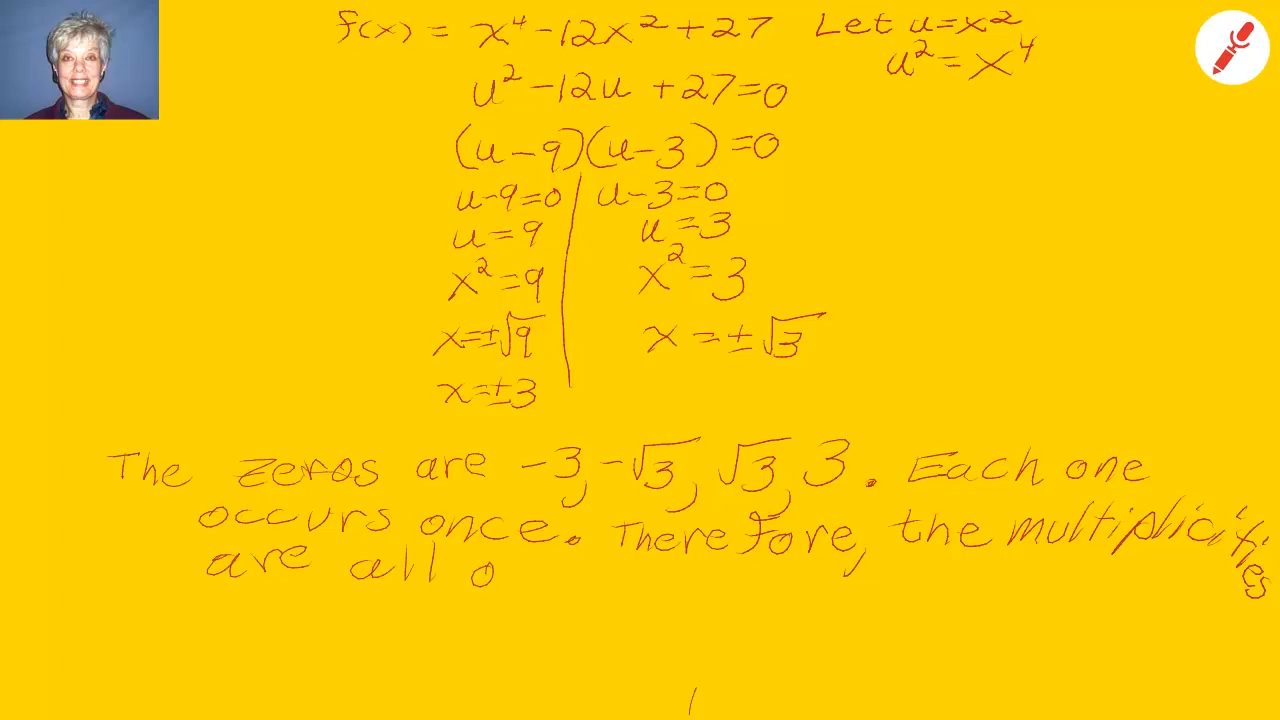 f(x) = x⁴ - 12x² + 27 Let u = x²
u² = x⁴
u² - 12u + 27 = 0
(u - 9)(u - 3) = 0
u - 9 = 0 | u - 3 = 0
u = 9 | u = 3
x² = 9 | x² = 3
x = ±√9 | x = ±√3
x = ±3
The zeros are -3, -√3, √3, 3. Each one
occurs once. Therefore, the multiplicities
are all o